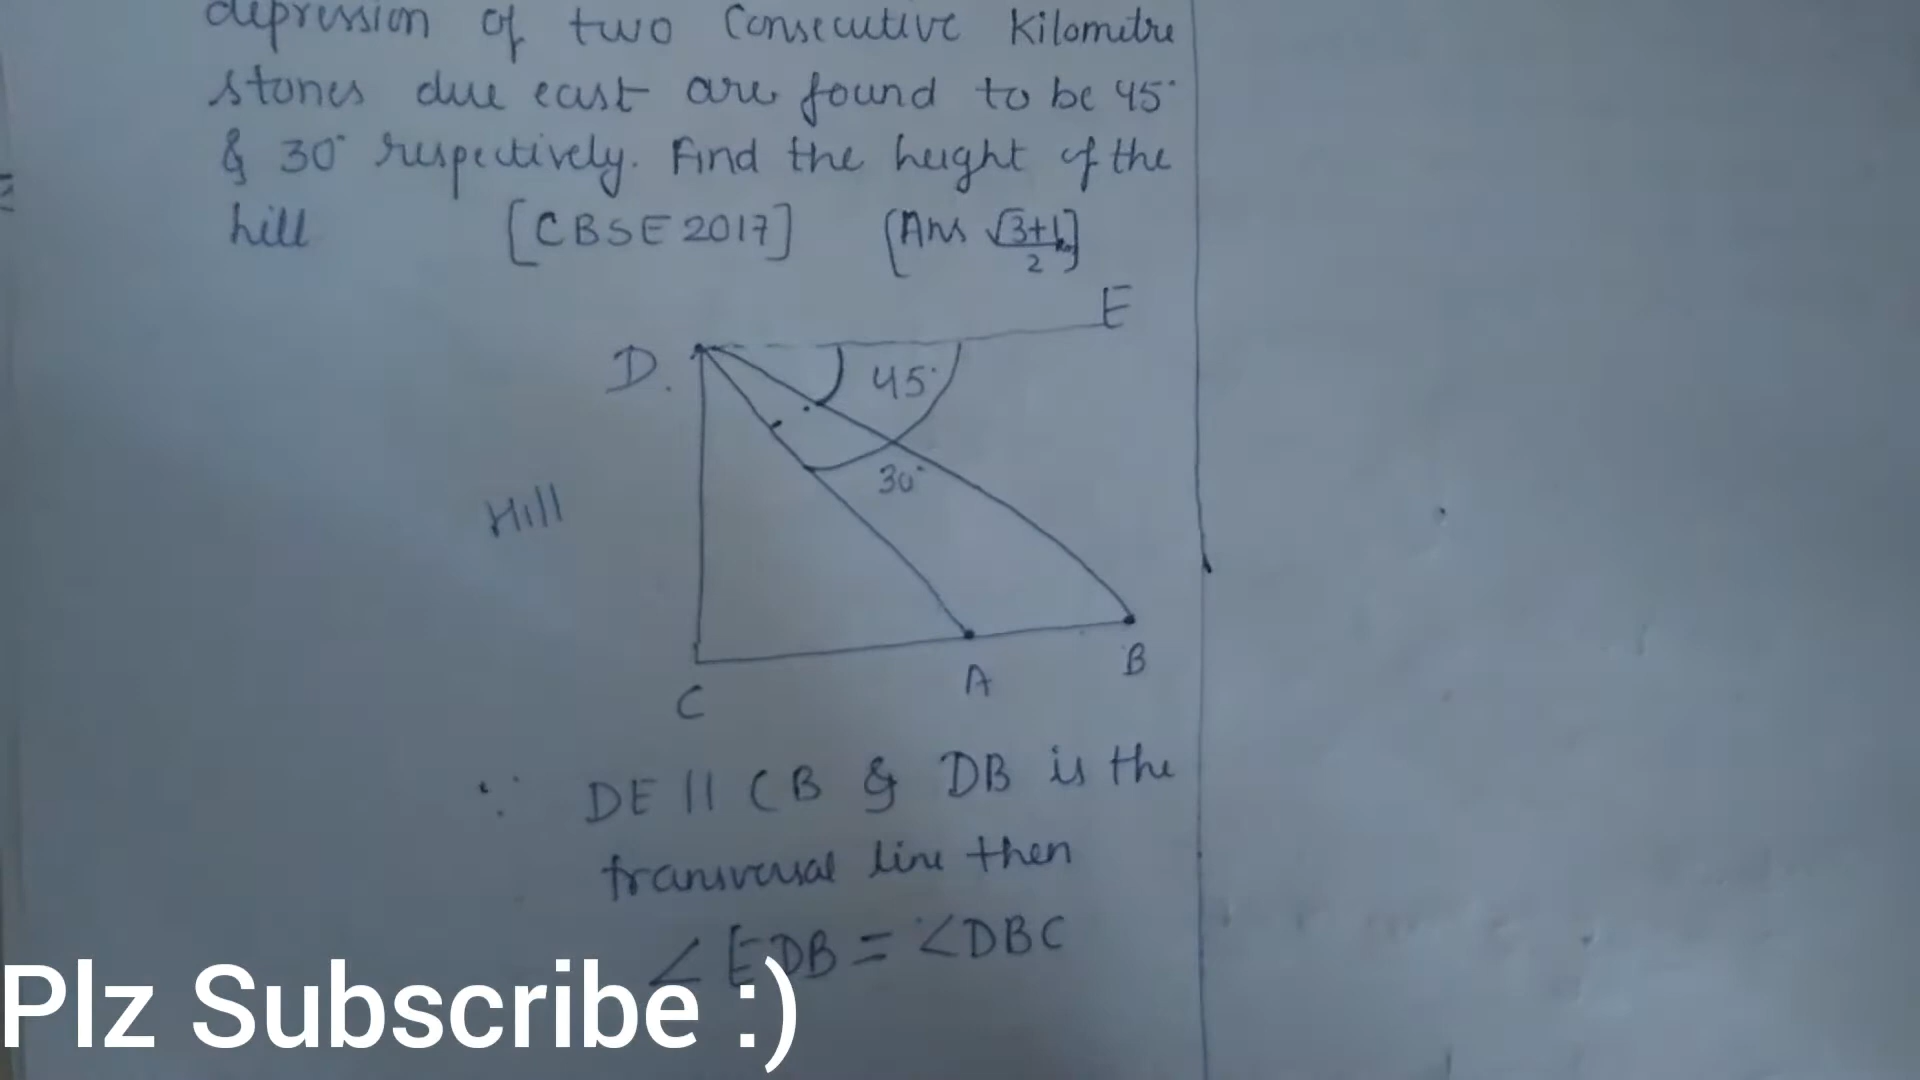 depression of two Consecutive Kilometre
stones due east are found to be 45°
& 30° respectively. Find the height of the
hill [CBSE 2017] [Ans √3+1/2 km]
E
D.
45°
30°
Hill
A
B
C
∵ DE || CB & DB is the
transversal line then
∠EDB = ∠DBC
Plz Subscribe :)